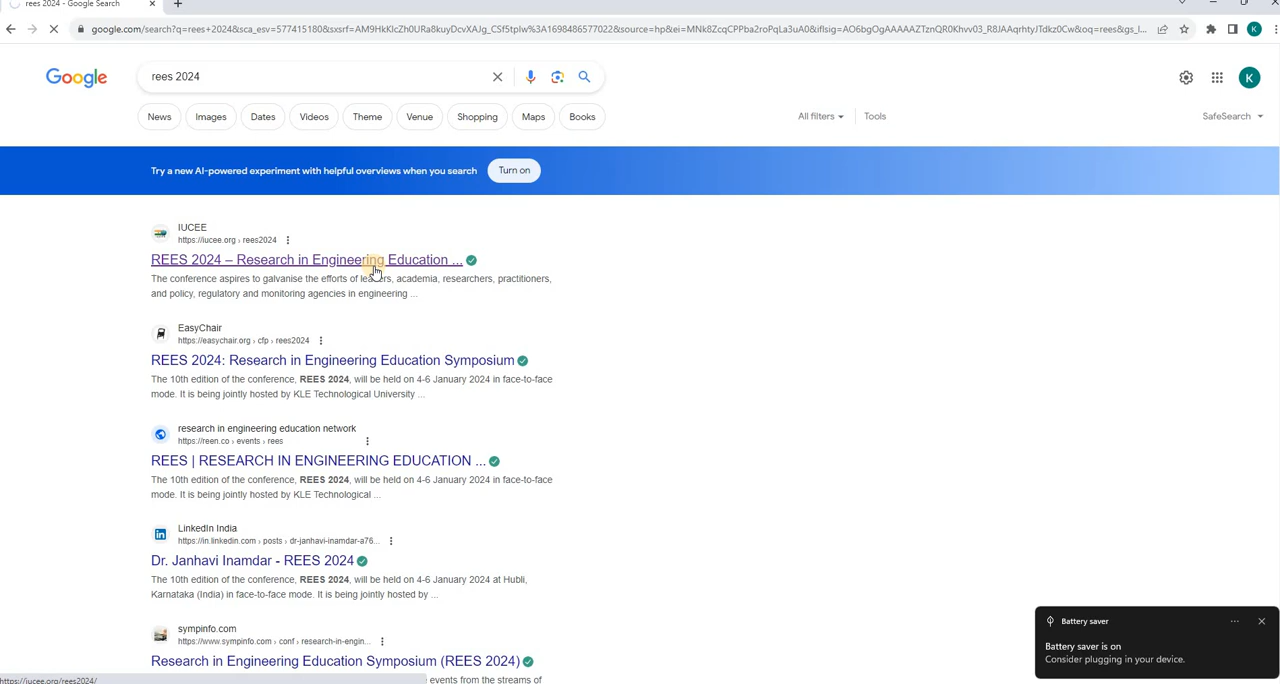 rees 2024 - Google Search
google.com/search?q=rees+2024&sca_esv=577415180&sxsrf=AM9HkKlcZh0URa8kuyDcvXAJg_CSf5tplw%3A1698486577022&source=hp&ei=MNk8ZcqCPPba2roPqLa3uA0&iflsig=AO6bgOgAAAAAZTznQR0Khvv03_R8JAAqrhtyJTdkz0Cw&oq=rees&gs_l...
K
Google
rees 2024
K
News
Images
Dates
Videos
Theme
Venue
Shopping
Maps
Books
All filters
Tools
SafeSearch
Try a new AI-powered experiment with helpful overviews when you search
Turn on
IUCEE
https://iucee.org › rees2024
REES 2024 – Research in Engineering Education ...
The conference aspires to galvanise the efforts of leaders, academia, researchers, practitioners,
and policy, regulatory and monitoring agencies in engineering ...
EasyChair
https://easychair.org › cfp › rees2024
REES 2024: Research in Engineering Education Symposium
The 10th edition of the conference, REES 2024, will be held on 4-6 January 2024 in face-to-face
mode. It is being jointly hosted by KLE Technological University ...
research in engineering education network
https://reen.co › events › rees
REES | RESEARCH IN ENGINEERING EDUCATION ...
The 10th edition of the conference, REES 2024, will be held on 4-6 January 2024 in face-to-face
mode. It is being jointly hosted by KLE Technological ...
LinkedIn India
https://in.linkedin.com › posts › dr-janhavi-inamdar-a76...
Dr. Janhavi Inamdar - REES 2024
The 10th edition of the conference, REES 2024, will be held on 4-6 January 2024 at Hubli,
Karnataka (India) in face-to-face mode. It is being jointly hosted by ...
sympinfo.com
https://www.sympinfo.com › conf › research-in-engin...
Research in Engineering Education Symposium (REES 2024)
events from the streams of
https://iucee.org/rees2024/
Battery saver
Battery saver is on
Consider plugging in your device.